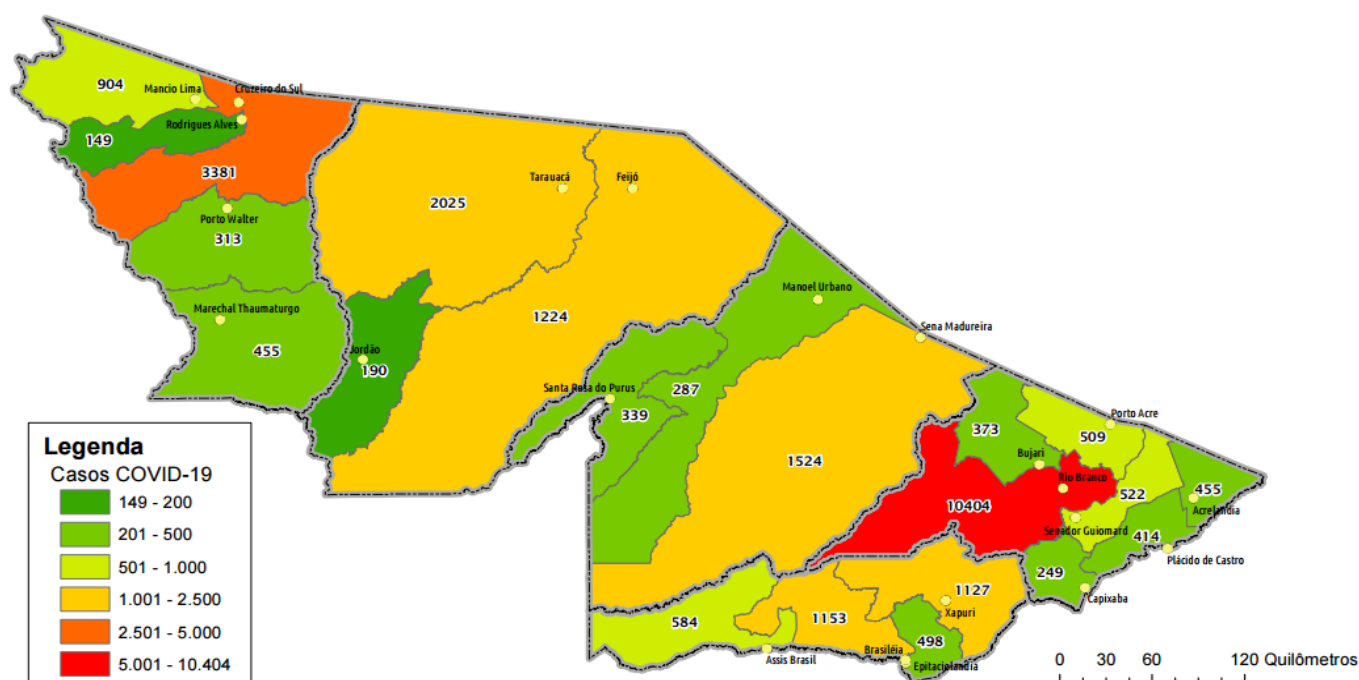 904
Mancio Lima
Cruzeiro do Sul
Rodrigues Alves
149
3381
Tarauacá
Feijó
2025
Porto Walter
313
Manoel Urbano
Marechal Thaumaturgo
1224
Sena Madureira
455
Jordão
190
Santa Rosa do Purus
287
339
Porto Acre
373
509
Bujari
1524
Rio Branco
522
455
10404
Acrelandia
Senador Guiomard
414
Plácido de Castro
249
1127
Capixaba
Xapuri
584
1153
498
Brasiléia
Assis Brasil
Epitaciolandia
Legenda
Casos COVID-19
149 - 200
201 - 500
501 - 1.000
1.001 - 2.500
2.501 - 5.000
5.001 - 10.404
0 30 60 120 Quilômetros